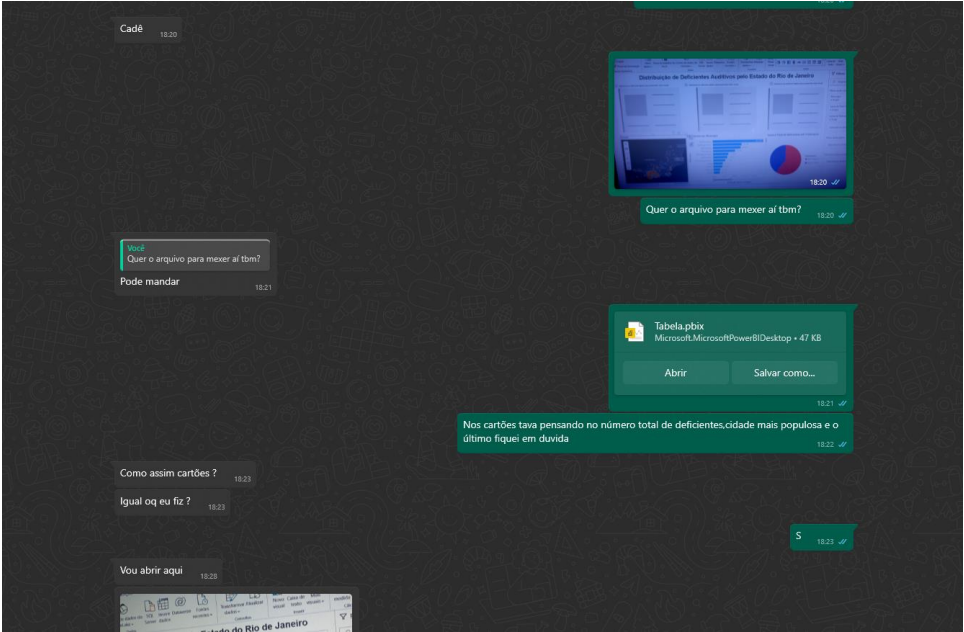 Cadê
18:20
Distribuição de Deficientes Auditivos pelo Estado do Rio de Janeiro
18:20
Quer o arquivo para mexer aí tbm?
18:20
Você
Quer o arquivo para mexer aí tbm?
Pode mandar
18:21
Tabela.pbix
Microsoft.MicrosoftPowerBIDesktop • 47 KB
Abrir
Salvar como...
18:21
Nos cartões tava pensando no número total de deficientes,cidade mais populosa e o
último fiquei em duvida
18:22
Como assim cartões ?
18:23
Igual oq eu fiz ?
18:23
S
18:23
Vou abrir aqui
18:28
do Rio de Janeiro